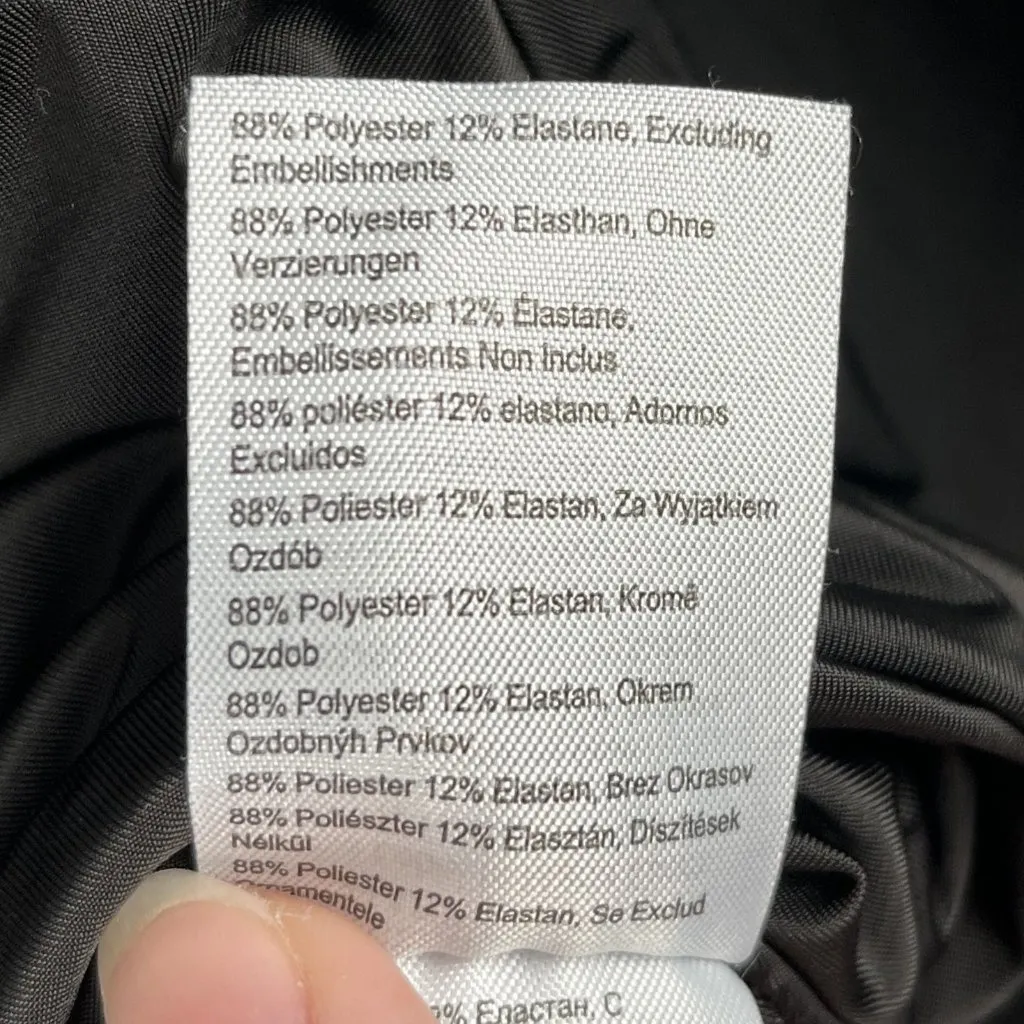 88% Polyester 12% Elastane, Excluding
Embellishments
88% Polyester 12% Elasthan, Ohne
Verzierungen
88% Polyester 12% Élastane,
Embellissements Non Inclus
88% poliéster 12% elastano, Adornos
Excluidos
88% Poliester 12% Elastan, Za Wyjątkiem
Ozdób
88% Polyester 12% Elastan, Kromě
Ozdob
88% Polyester 12% Elastan, Okrem
Ozdobnýh Prvkov
88% Poliester 12% Elastan, Brez Okrasov
88% Poliészter 12% Elasztán, Díszítések
Nélkül
88% Poliester 12% Elastan, Se Exclud
Ornamentele
% Еластан, С